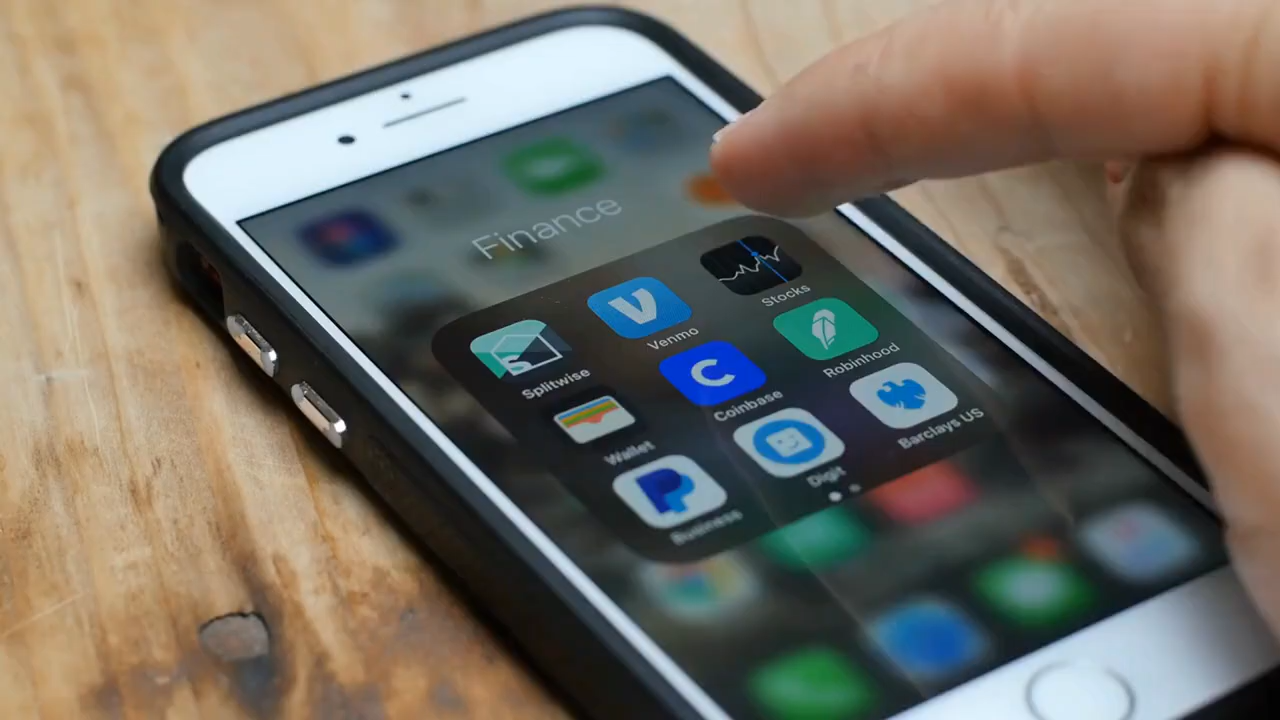 Finance
Splitwise
Venmo
Stocks
Wallet
Coinbase
Robinhood
Business
Digit
Barclays US